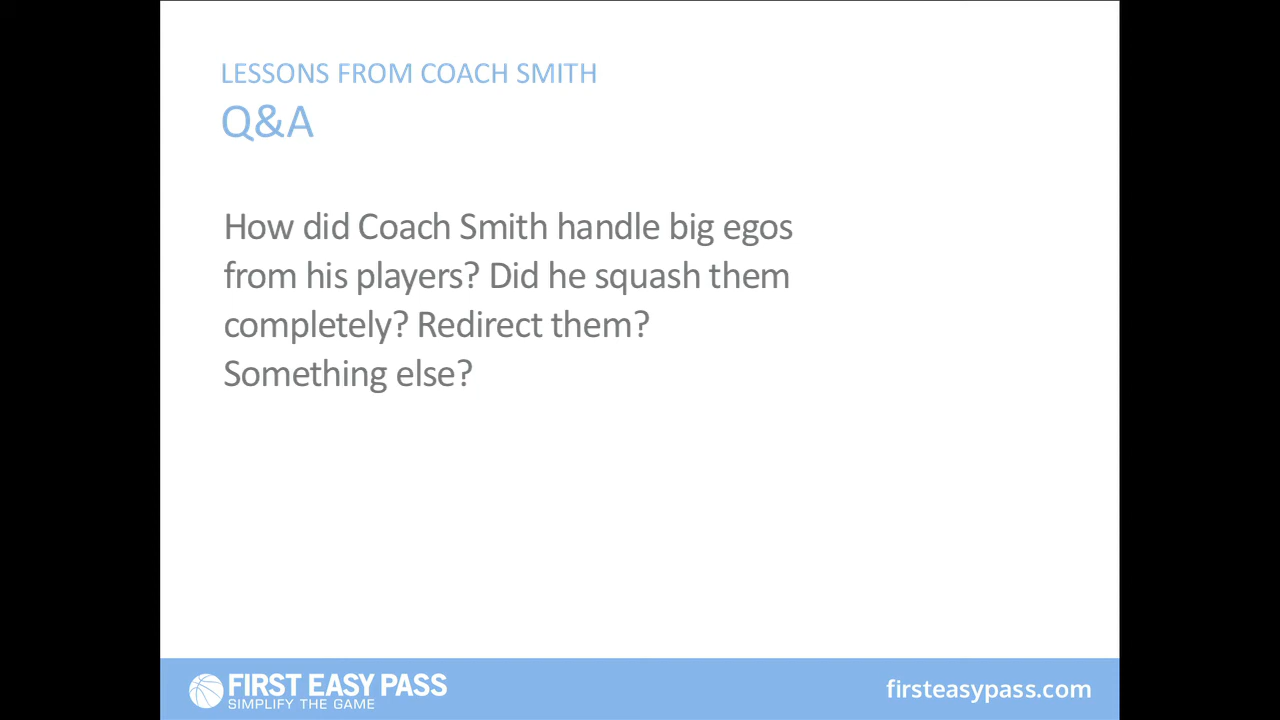 LESSONS FROM COACH SMITH
Q&A
How did Coach Smith handle big egos
from his players? Did he squash them
completely? Redirect them?
Something else?
FIRST EASY PASS
SIMPLIFY THE GAME
firsteasypass.com